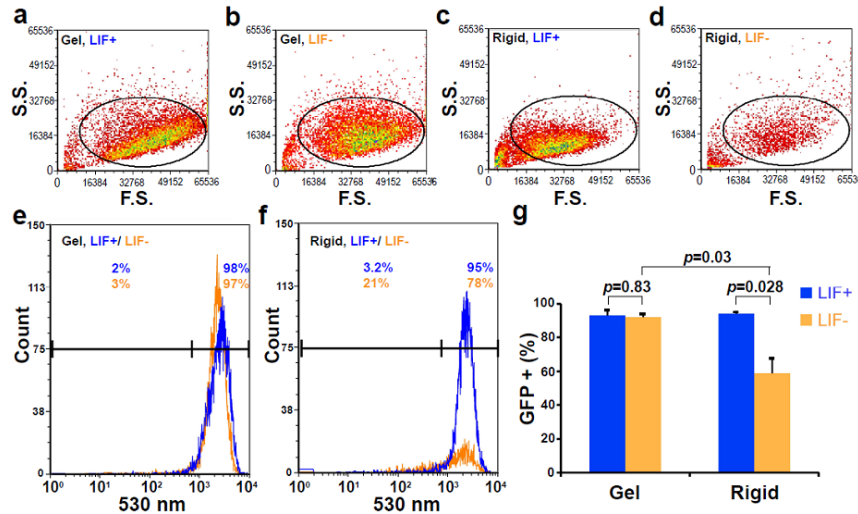 a
b
c
d
Gel, LIF+
Gel, LIF-
Rigid, LIF+
Rigid, LIF-
65536
49152
32768
16384
0
S.S.
0 16384 32768 49152 65536
F.S.
65536
49152
32768
16384
0
S.S.
0 16384 32768 49152 65536
F.S.
65536
49152
32768
16384
0
S.S.
0 16384 32768 49152 65536
F.S.
65536
49152
32768
16384
0
S.S.
0 16384 32768 49152 65536
F.S.
e
Gel, LIF+/ LIF-
2% 98%
3% 97%
150
113
75
38
0
Count
10⁰ 10¹ 10² 10³ 10⁴
530 nm
f
Rigid, LIF+/ LIF-
3.2% 95%
21% 78%
150
113
75
38
0
Count
10⁰ 10¹ 10² 10³ 10⁴
530 nm
g
p=0.03
p=0.83
p=0.028
LIF+
LIF-
100
80
60
40
20
0
GFP + (%)
Gel Rigid